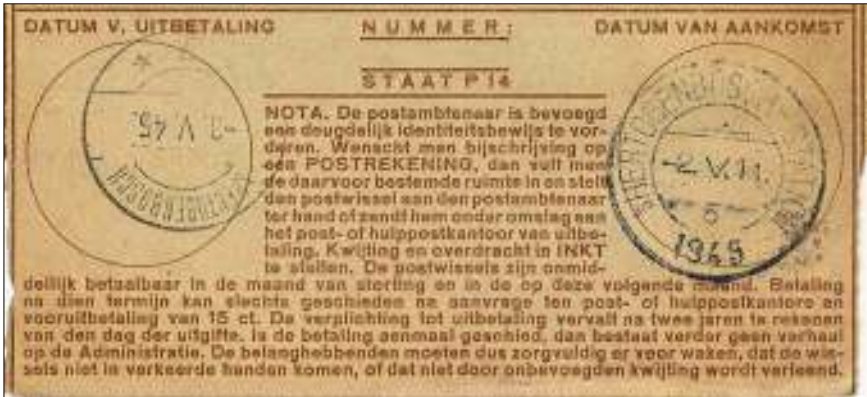 DATUM V. UITBETALING
NUMMER:
DATUM VAN AANKOMST
STAAT P 14
-3. V. 45.
HERTOGENBOSCH
-2.V.11.
5
1945
NOTA. De postambtenaar is bevoegd
een deugdelijk identiteitsbewijs te vor-
deren. Wenscht men bijschrijving op
een POSTREKENING, dan vult men
de daarvoor bestemde ruimte in en stelt
den postwissel aan den postambtenaar
ter hand of zendt hem onder omslag aan
het post- of hulppostkantoor van uitbe-
taling. Kwijting en overdracht in INKT
te stellen. De postwissels zijn onmid-
dellijk betaalbaar in de maand van storting en in de op deze volgende maand. Betaling
na dien termijn kan slechts geschieden na aanvrage ten post- of hulppostkantore en
vooruitbetaling van 15 ct. De verplichting tot uitbetaling vervalt na twee jaren te rekenen
van den dag der uitgifte. Is de betaling eenmaal geschied, dan bestaat verder geen verhaal
op de Administratie. De belanghebbenden moeten dus zorgvuldig er voor waken, dat de wis-
sels niet in verkeerde handen komen, of dat niet door onbevoegden kwijting wordt verleend.